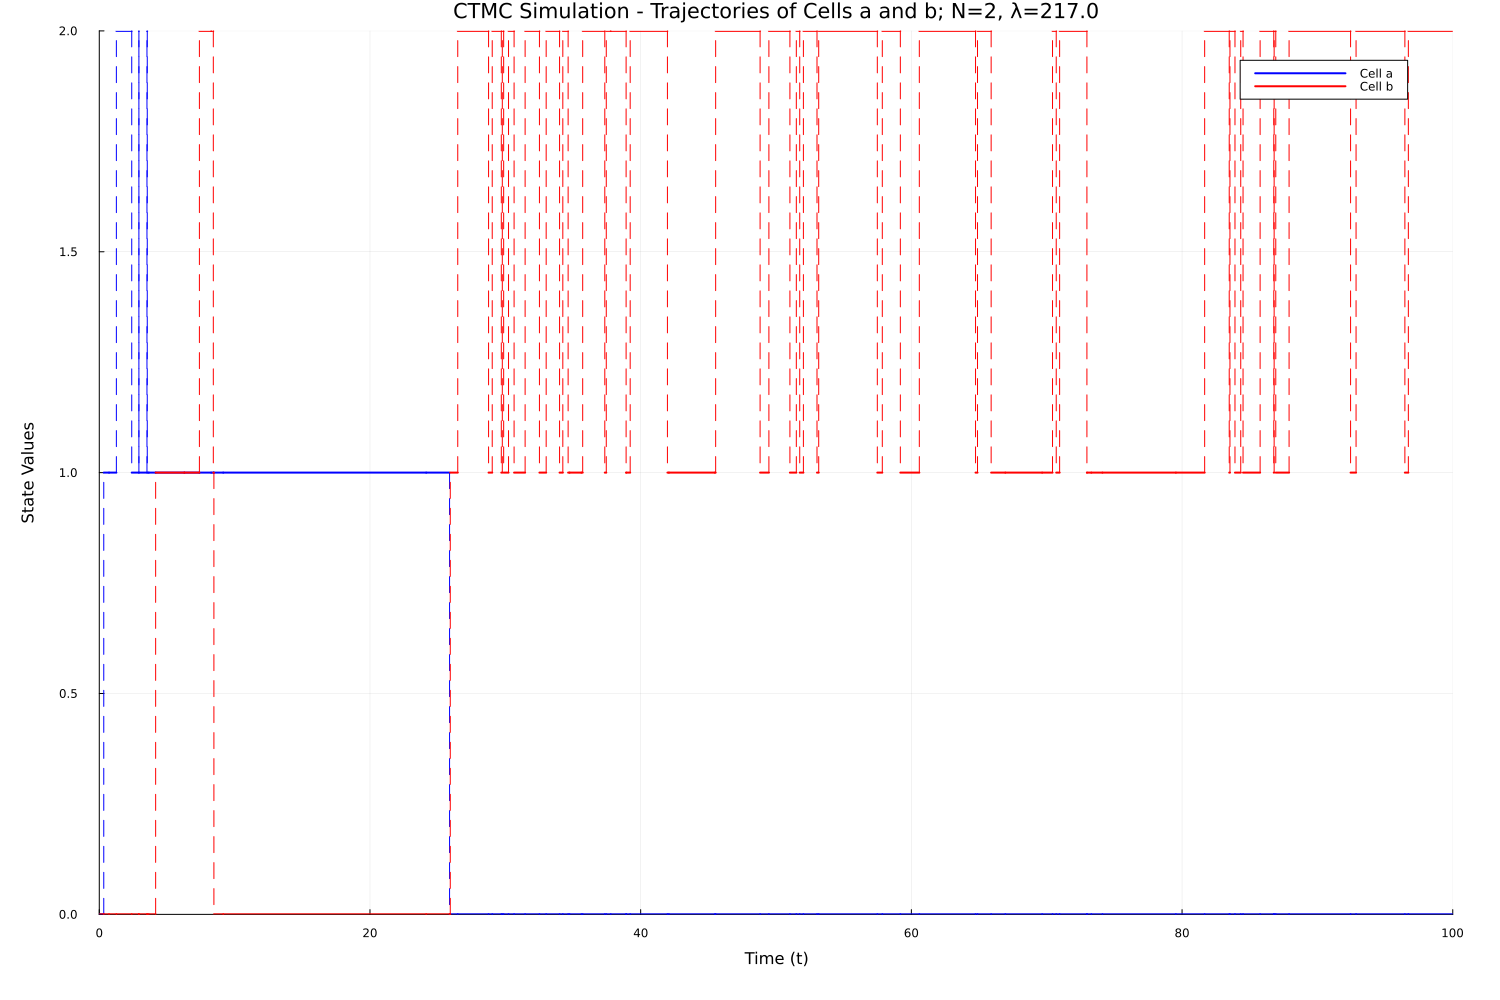 CTMC Simulation - Trajectories of Cells a and b; N=2, λ=217.0
2.0
Cell a
Cell b
1.5
1.0
State Values
0.5
0.0
0 20 40 60 80 100
Time (t)